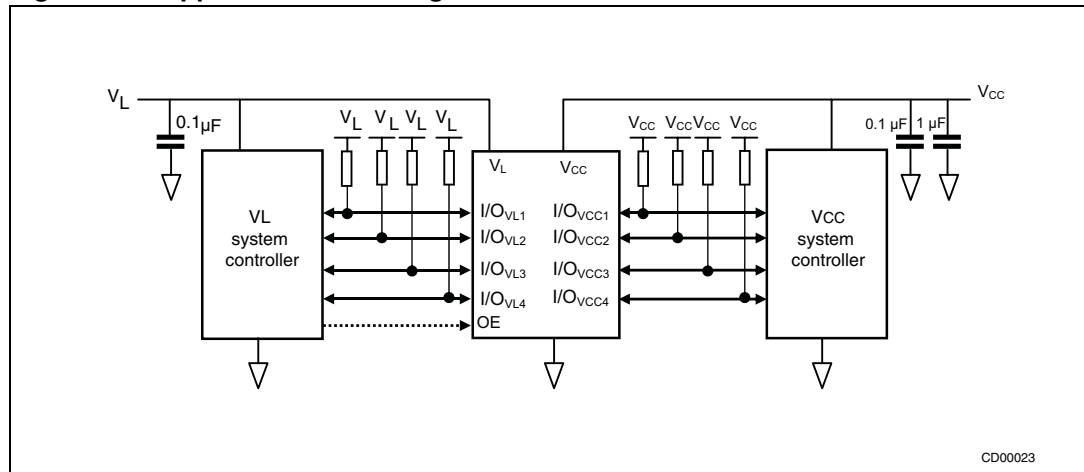 V_L
0.1µF
V_L V_L V_L V_L
V_CC V_CC V_CC V_CC
0.1 µF 1 µF
V_CC
V_L V_CC
VL
system
controller
I/O_VL1 I/O_VCC1
I/O_VL2 I/O_VCC2
I/O_VL3 I/O_VCC3
I/O_VL4 I/O_VCC4
OE
VCC
system
controller
CD00023